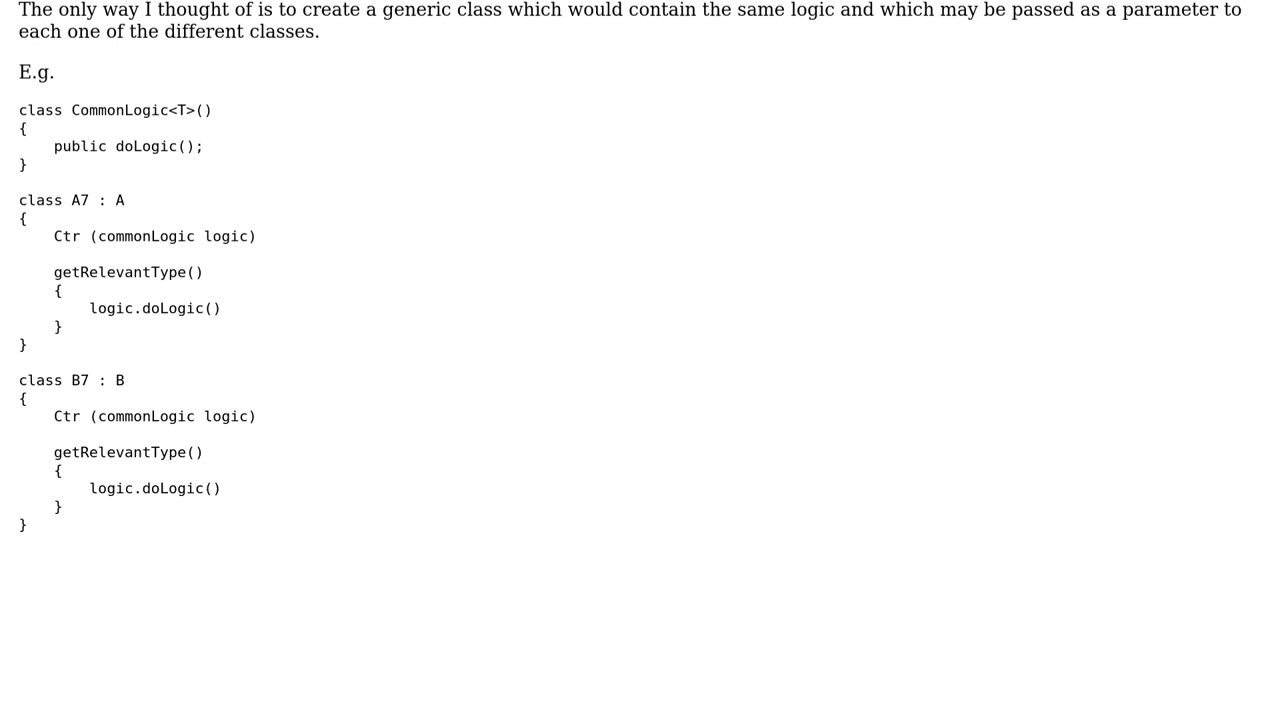 The only way I thought of is to create a generic class which would contain the same logic and which may be passed as a parameter to
each one of the different classes.
E.g.
class CommonLogic<T>()
{
    public doLogic();
}
class A7 : A
{
    Ctr (commonLogic logic)
    getRelevantType()
    {
        logic.doLogic()
    }
}
class B7 : B
{
    Ctr (commonLogic logic)
    getRelevantType()
    {
        logic.doLogic()
    }
}